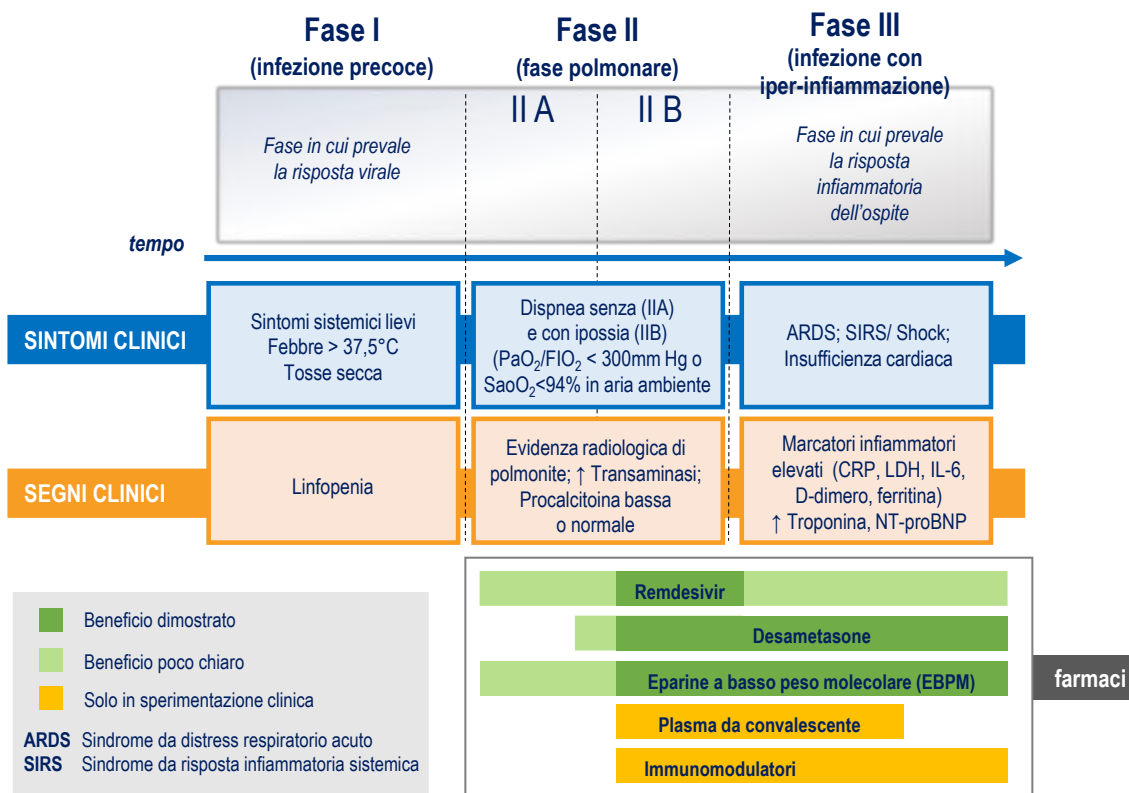 Fase I
(infezione precoce)
Fase II
(fase polmonare)
Fase III
(infezione con
iper-infiammazione)
II A
II B
Fase in cui prevale
la risposta virale
Fase in cui prevale
la risposta
infiammatoria
dell'ospite
tempo
SINTOMI CLINICI
Sintomi sistemici lievi
Febbre > 37,5°C
Tosse secca
Dispnea senza (IIA)
e con ipossia (IIB)
(PaO₂/FIO₂ < 300mm Hg o
SaoO₂<94% in aria ambiente
ARDS; SIRS/ Shock;
Insufficienza cardiaca
SEGNI CLINICI
Linfopenia
Evidenza radiologica di
polmonite; ↑ Transaminasi;
Procalcitoina bassa
o normale
Marcatori infiammatori
elevati (CRP, LDH, IL-6,
D-dimero, ferritina)
↑ Troponina, NT-proBNP
Beneficio dimostrato
Beneficio poco chiaro
Solo in sperimentazione clinica
ARDS Sindrome da distress respiratorio acuto
SIRS Sindrome da risposta infiammatoria sistemica
Remdesivir
Desametasone
Eparine a basso peso molecolare (EBPM)
Plasma da convalescente
Immunomodulatori
farmaci